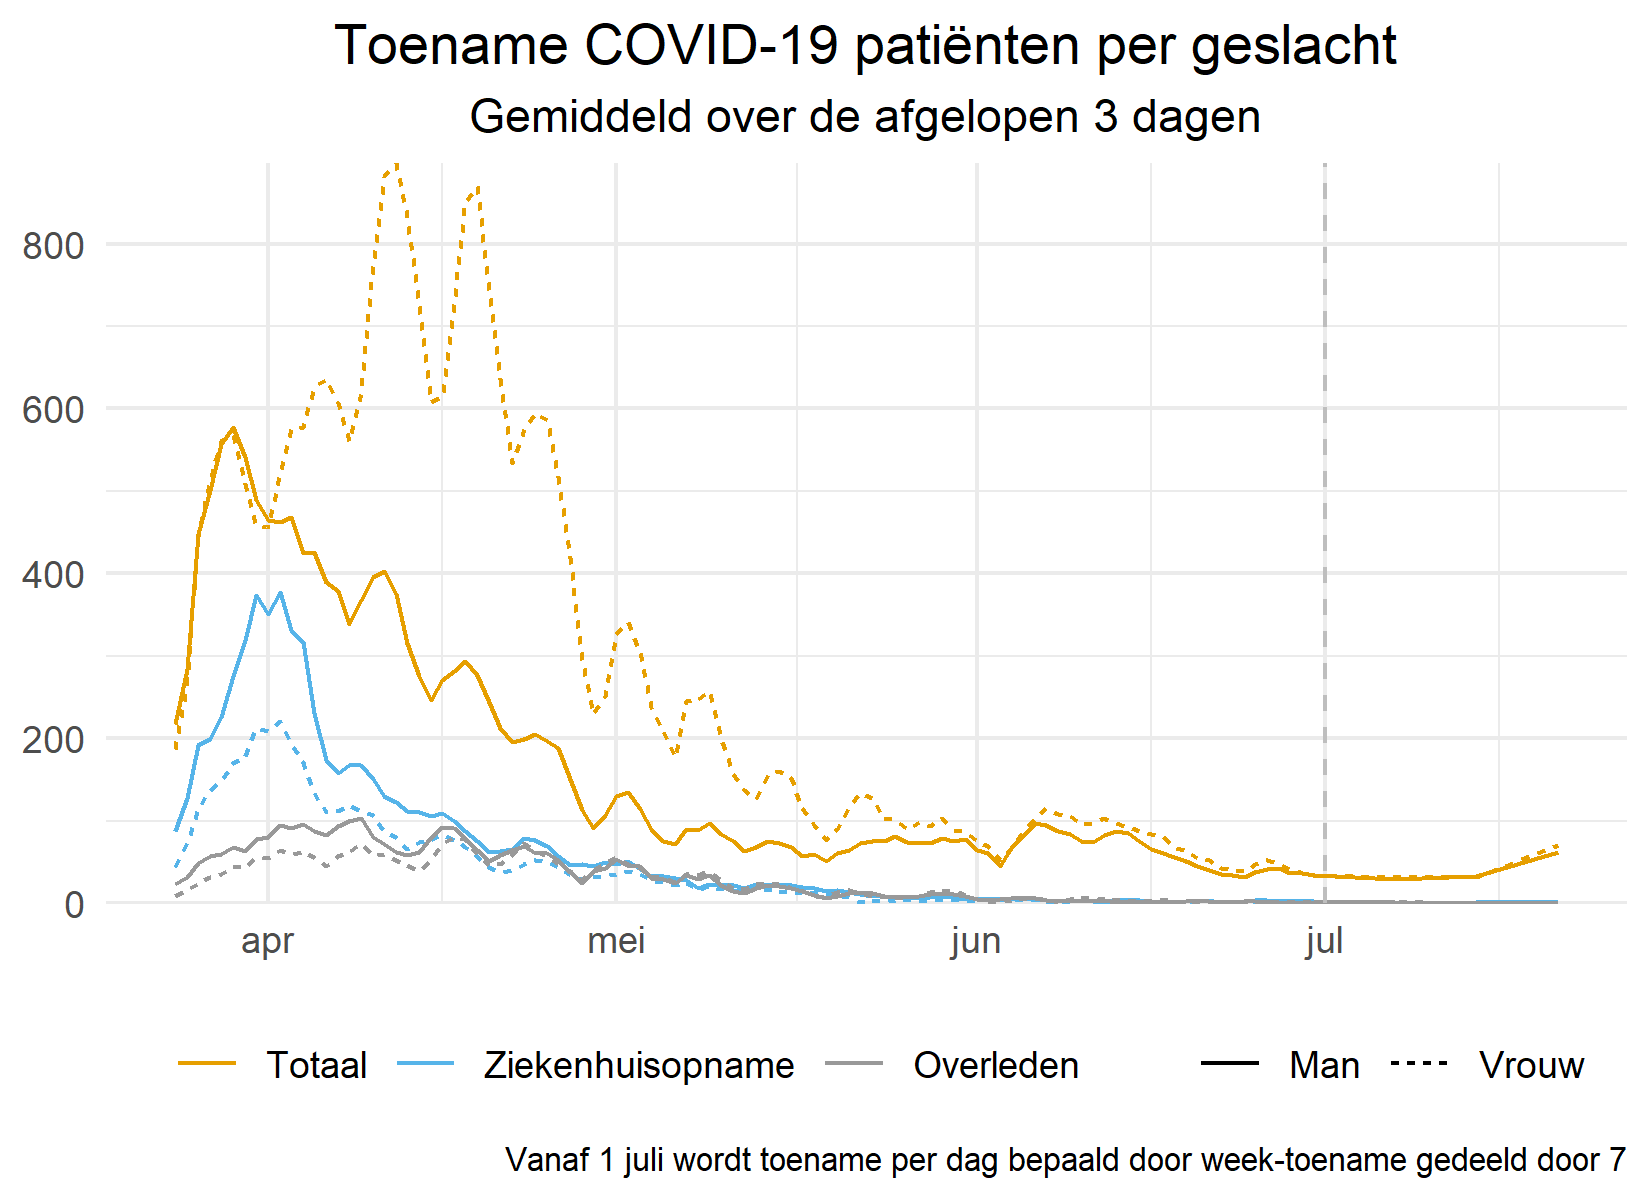 Toename COVID-19 patiënten per geslacht
Gemiddeld over de afgelopen 3 dagen
800
600
400
200
0
apr mei jun jul
Totaal Ziekenhuisopname Overleden Man Vrouw
Vanaf 1 juli wordt toename per dag bepaald door week-toename gedeeld door 7